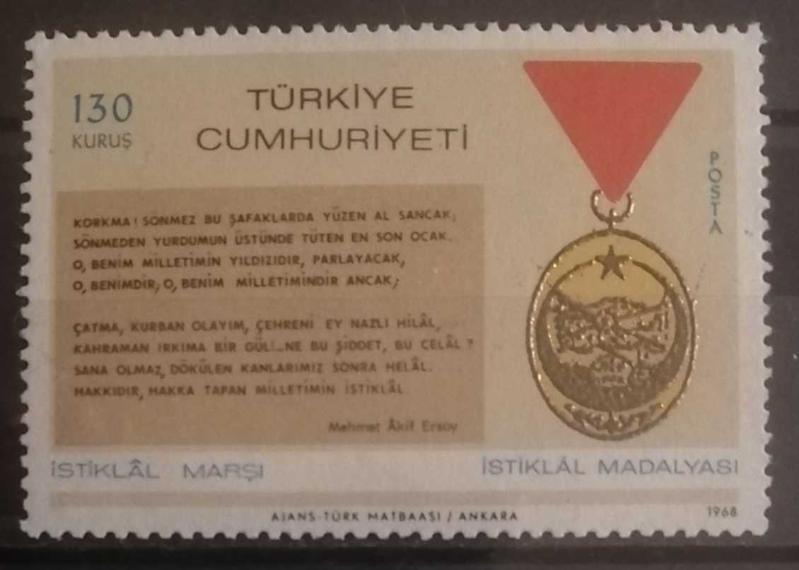 130
KURUŞ
TÜRKİYE
CUMHURİYETİ
POSTA
KORKMA! SONMEZ BU ŞAFAKLARDA YÜZEN AL SANCAK,
SÖNMEDEN YURDUMUN ÜSTÜNDE TÜTEN EN SON OCAK.
O, BENİM MİLLETİMİN YILDIZIDIR, PARLAYACAK,
O, BENİMDİR, O, BENİM MİLLETİMİNDİR ANCAK;
ÇATMA, KURBAN OLAYIM, ÇEHRENİ EY NAZLI HİLÂL,
KAHRAMAN IRKIMA BİR GÜL!..NE BU ŞİDDET, BU CELÂL?
SANA OLMAZ, DÖKÜLEN KANLARIMIZ SONRA HELÂL.
HAKKIDIR, HAKKA TAPAN MİLLETİMİN İSTİKLÂL.
Mehmet Âkif Ersoy
İSTİKLÂL MARŞI
İSTİKLÂL MADALYASI
AJANS-TÜRK MATBAASI / ANKARA
1968